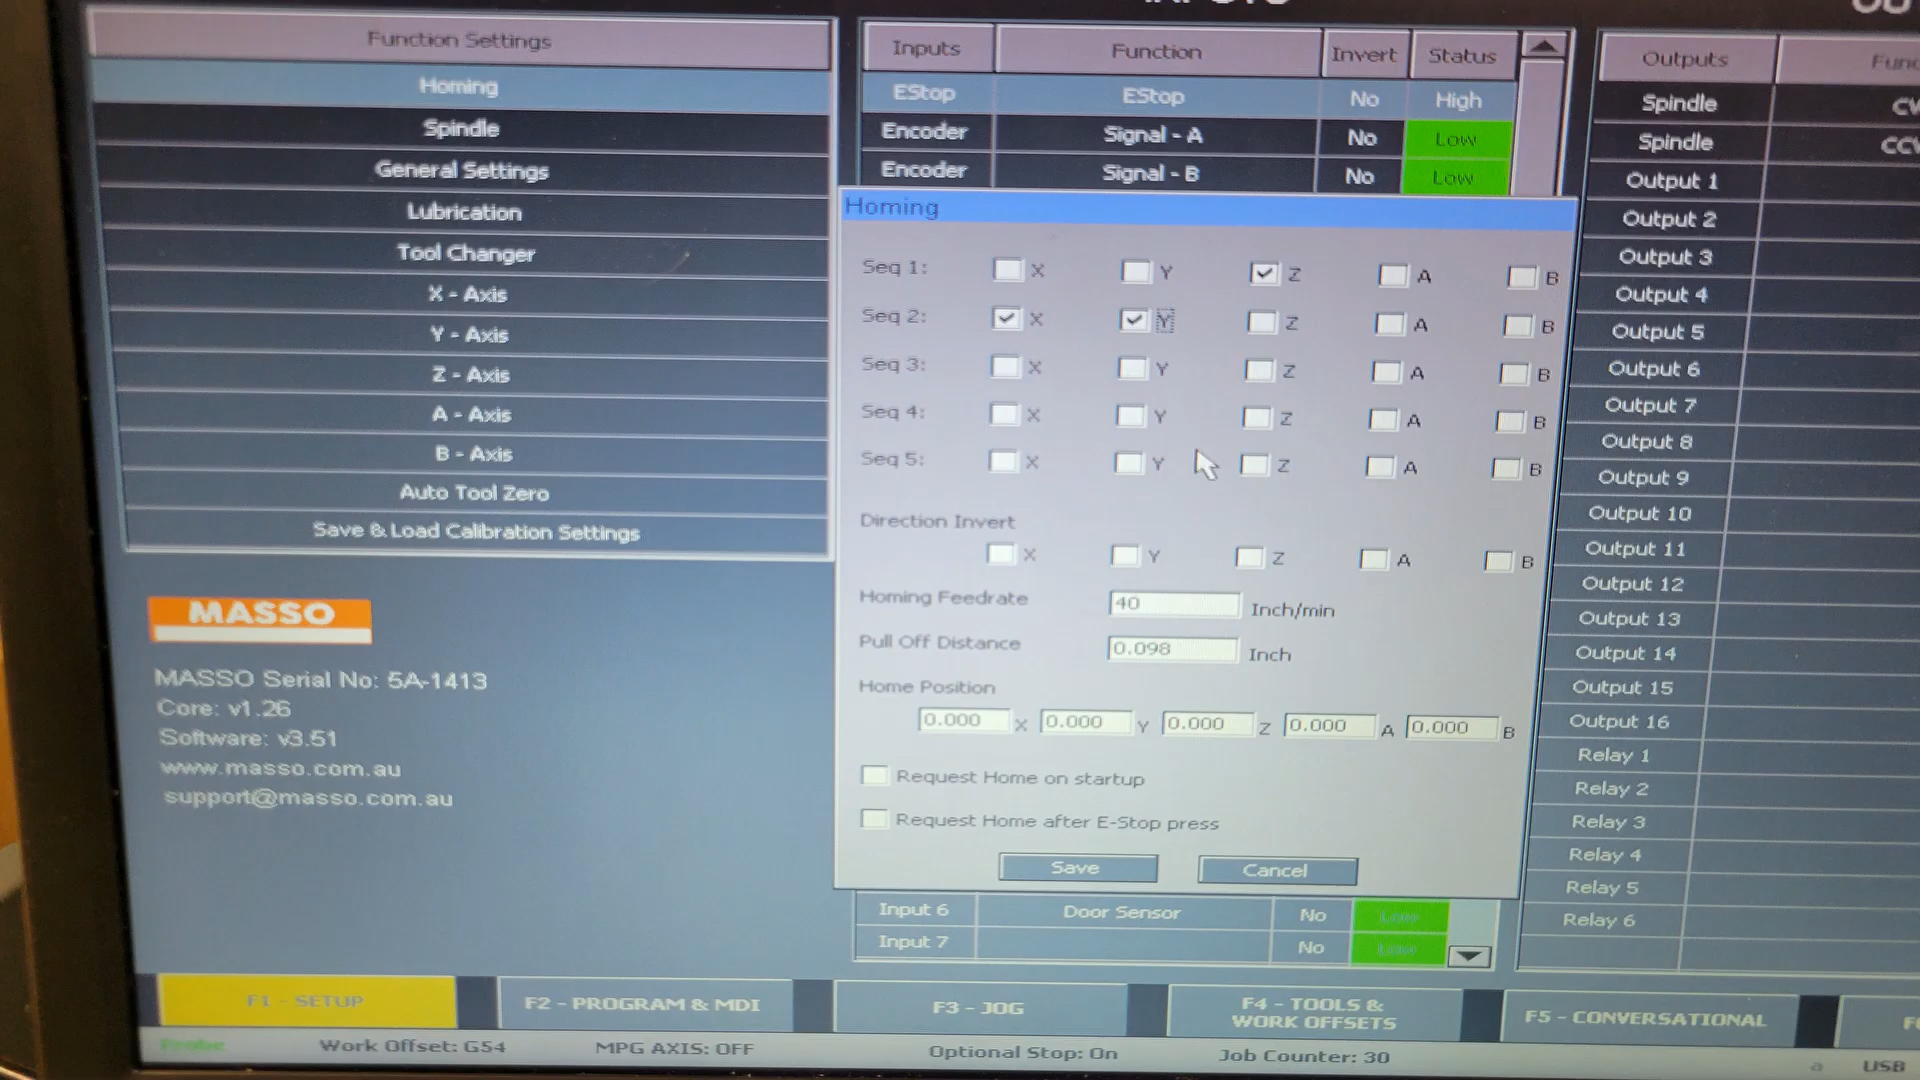 Function Settings
Homing
Spindle
General Settings
Lubrication
Tool Changer
X - Axis
Y - Axis
Z - Axis
A - Axis
B - Axis
Auto Tool Zero
Save & Load Calibration Settings
MASSO
MASSO Serial No: 5A-1413
Core: v1.26
Software: v3.51
www.masso.com.au
support@masso.com.au
Inputs Function Invert Status
EStop EStop No High
Encoder Signal - A No Low
Encoder Signal - B No Low
Homing
Seq 1: X Y Z A B
Seq 2: X Y Z A B
Seq 3: X Y Z A B
Seq 4: X Y Z A B
Seq 5: X Y Z A B
Direction Invert
X Y Z A B
Homing Feedrate 40 Inch/min
Pull Off Distance 0.098 Inch
Home Position
0.000 X 0.000 Y 0.000 Z 0.000 A 0.000 B
Request Home on startup
Request Home after E-Stop press
Save Cancel
Input 6 Door Sensor No Low
Input 7 No Low
Outputs
Spindle
Spindle
Output 1
Output 2
Output 3
Output 4
Output 5
Output 6
Output 7
Output 8
Output 9
Output 10
Output 11
Output 12
Output 13
Output 14
Output 15
Output 16
Relay 1
Relay 2
Relay 3
Relay 4
Relay 5
Relay 6
F1 - SETUP
F2 - PROGRAM & MDI
F3 - JOG
F4 - TOOLS &
WORK OFFSETS
F5 - CONVERSATIONAL
Probe Work Offset: G54 MPG AXIS: OFF Optional Stop: On Job Counter: 30 USB